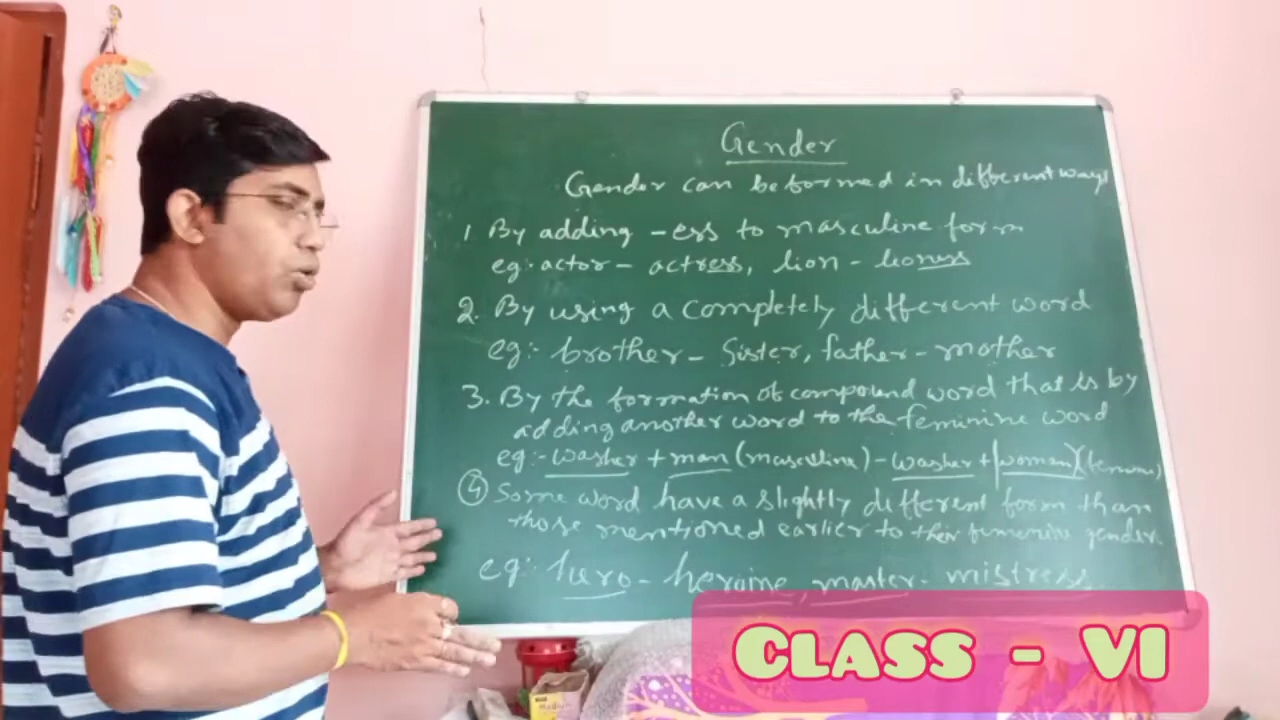 Gender
Gender can be formed in different ways
1. By adding -ess to masculine form
eg:- actor - actress, lion - lioness
2. By using a completely different word
eg:- brother - Sister, father - mother
3. By the formation of compound word that is by
adding another word to the feminine word
eg:- washer + man (masculine) - washer + (woman)
4 Some word have a slightly different form than
those mentioned earlier to their feminine gender.
eg:- hero - heroine, master - mistress
CLASS - VI